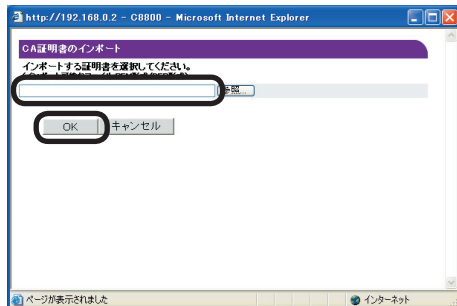 http://192.168.0.2 - C8800 - Microsoft Internet Explorer
CA証明書のインポート
インポートする証明書を選択してください。
参照...
OK キャンセル
ページが表示されました インターネット